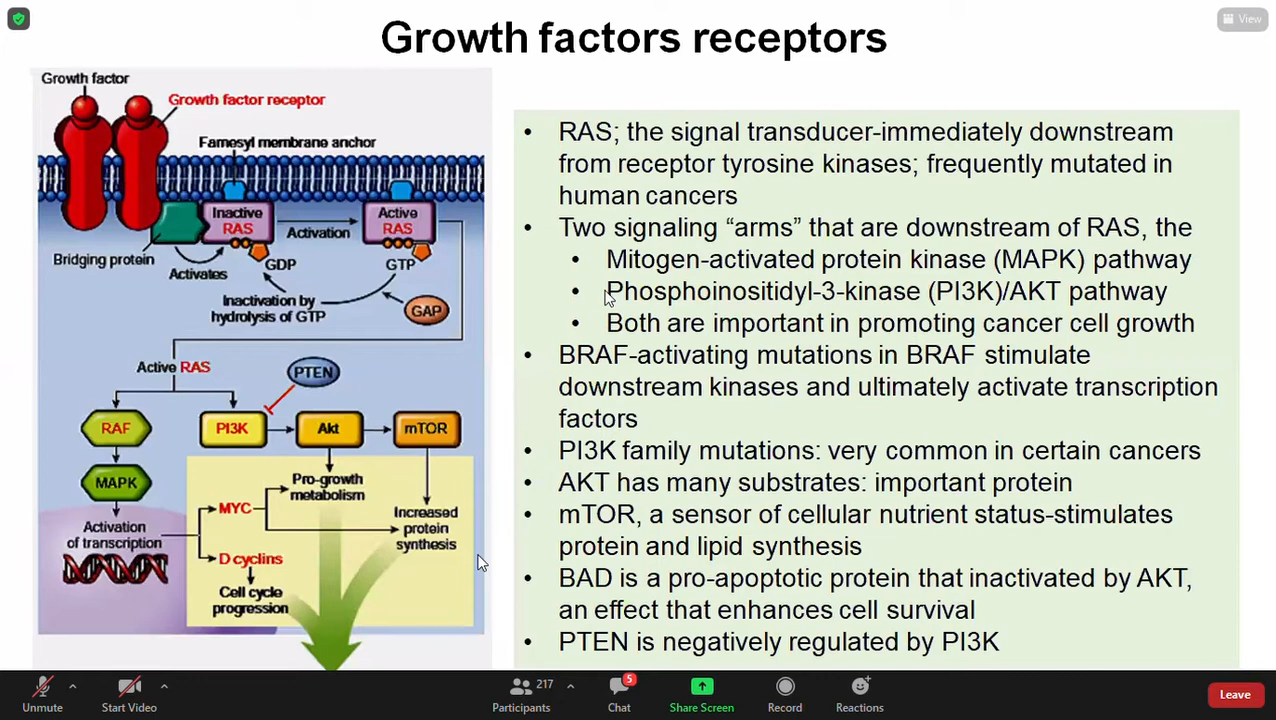 View
Growth factors receptors
Growth factor
Growth factor receptor
Farnesyl membrane anchor
Inactive
RAS
Activation
Active
RAS
Bridging protein
Activates
GDP
GTP
Inactivation by
hydrolysis of GTP
GAP
Active RAS
PTEN
RAF
PI3K
Akt
mTOR
MAPK
Activation
of transcription
MYC
D cyclins
Cell cycle
progression
Pro-growth
metabolism
Increased
protein
synthesis
• RAS; the signal transducer-immediately downstream
from receptor tyrosine kinases; frequently mutated in
human cancers
• Two signaling “arms” that are downstream of RAS, the
• Mitogen-activated protein kinase (MAPK) pathway
• Phosphoinositidyl-3-kinase (PI3K)/AKT pathway
• Both are important in promoting cancer cell growth
• BRAF-activating mutations in BRAF stimulate
downstream kinases and ultimately activate transcription
factors
• PI3K family mutations: very common in certain cancers
• AKT has many substrates: important protein
• mTOR, a sensor of cellular nutrient status-stimulates
protein and lipid synthesis
• BAD is a pro-apoptotic protein that inactivated by AKT,
an effect that enhances cell survival
• PTEN is negatively regulated by PI3K
Unmute
Start Video
217
Participants
5
Chat
Share Screen
Record
Reactions
Leave